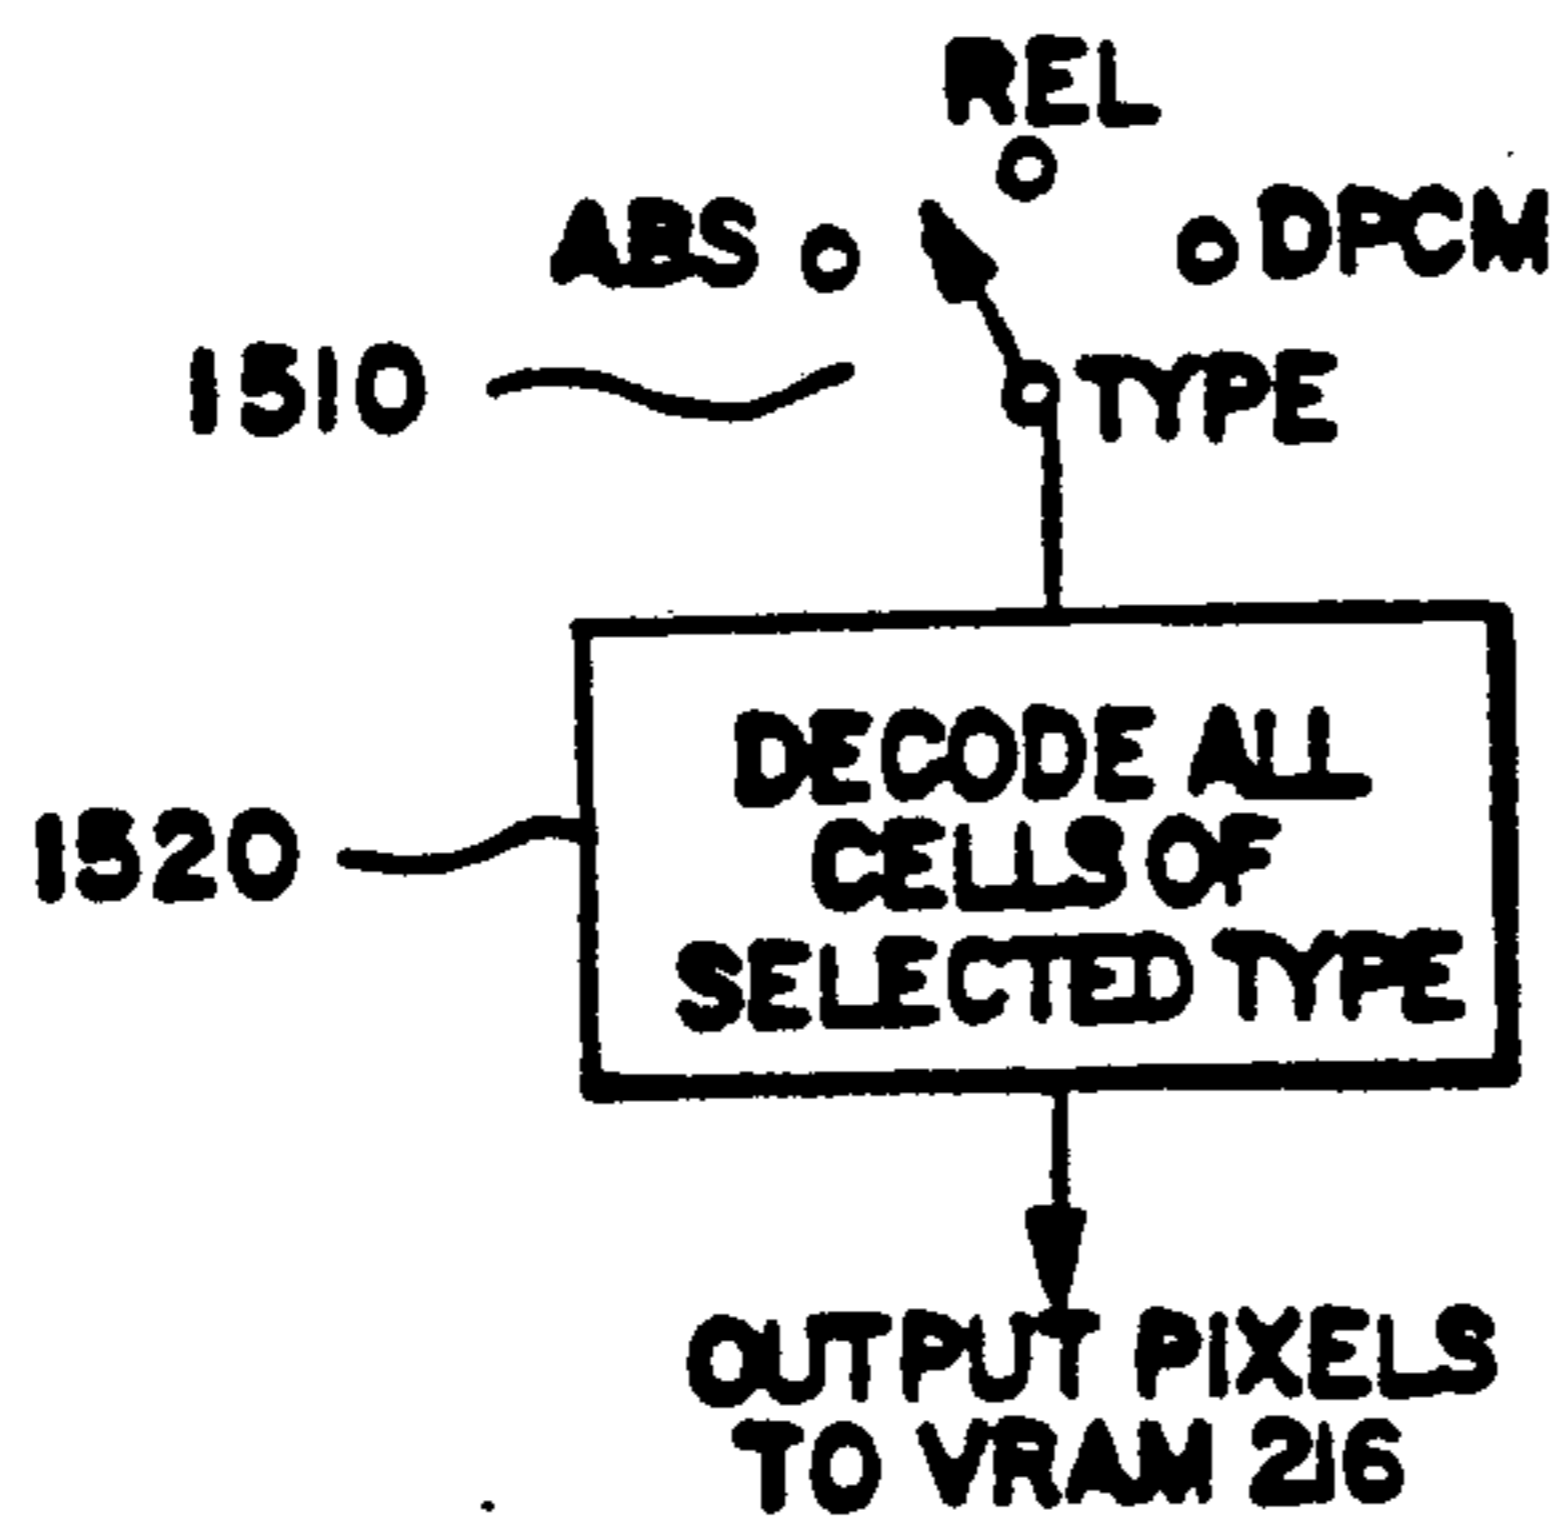 REL
ABS
DPCM
1510
TYPE
DECODE ALL
CELLS OF
SELECTED TYPE
1520
OUTPUT PIXELS
TO VRAM 216